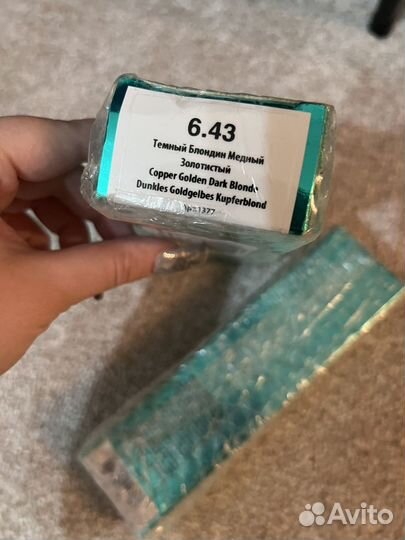 6.43
Темный Блондин Медный
Золотистый
Copper Golden Dark Blonde
Dunkles Goldgelbes Kupferblond
Avito